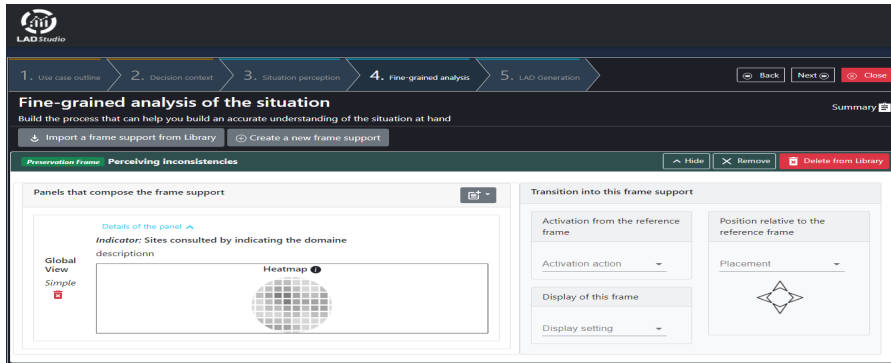 LAD Studio
1. Use case outline
2. Decision context
3. Situation perception
4. Fine-grained analysis
5. LAD Generation
Back
Next
Close
Fine-grained analysis of the situation
Summary
Build the process that can help you build an accurate understanding of the situation at hand
Import a frame support from Library
Create a new frame support
Preservation Frame Perceiving inconsistencies
Hide
Remove
Delete from Library
Panels that compose the frame support
Details of the panel
Indicator: Sites consulted by indicating the domaine
descriptionn
Global
View
Simple
Heatmap
Transition into this frame support
Activation from the reference
frame
Activation action
Position relative to the
reference frame
Placement
Display of this frame
Display setting